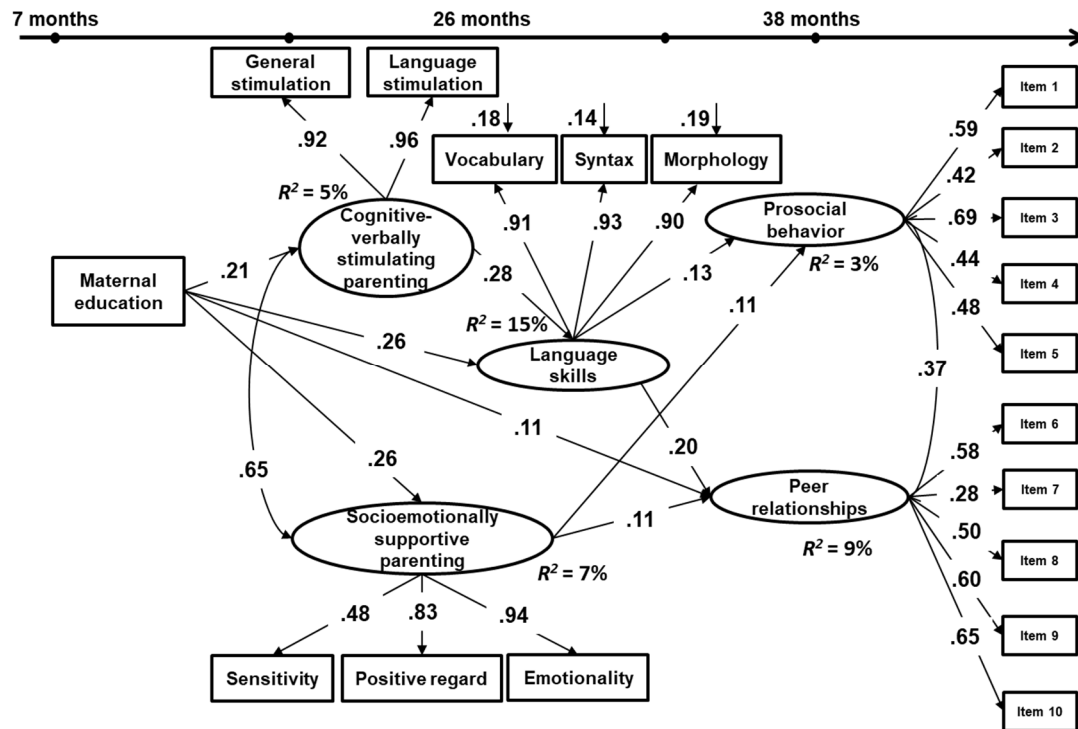 7 months
26 months
38 months
General
stimulation
Language
stimulation
Item 1
.92
.96
.18
.14
.19
.59
Vocabulary
Syntax
Morphology
Item 2
.42
R² = 5%
Cognitive-
verbally
stimulating
parenting
.91
.93
.90
Prosocial
behavior
.69
Item 3
.21
Maternal
education
.28
.13
R² = 3%
.44
Item 4
.11
.48
R² = 15%
.26
Language
skills
Item 5
.37
.11
.20
Item 6
.58
.65
.26
Peer
relationships
.28
Item 7
Socioemotionally
supportive
parenting
.11
.50
R² = 9%
Item 8
R² = 7%
.60
.48
.83
.94
.65
Item 9
Sensitivity
Positive regard
Emotionality
Item 10